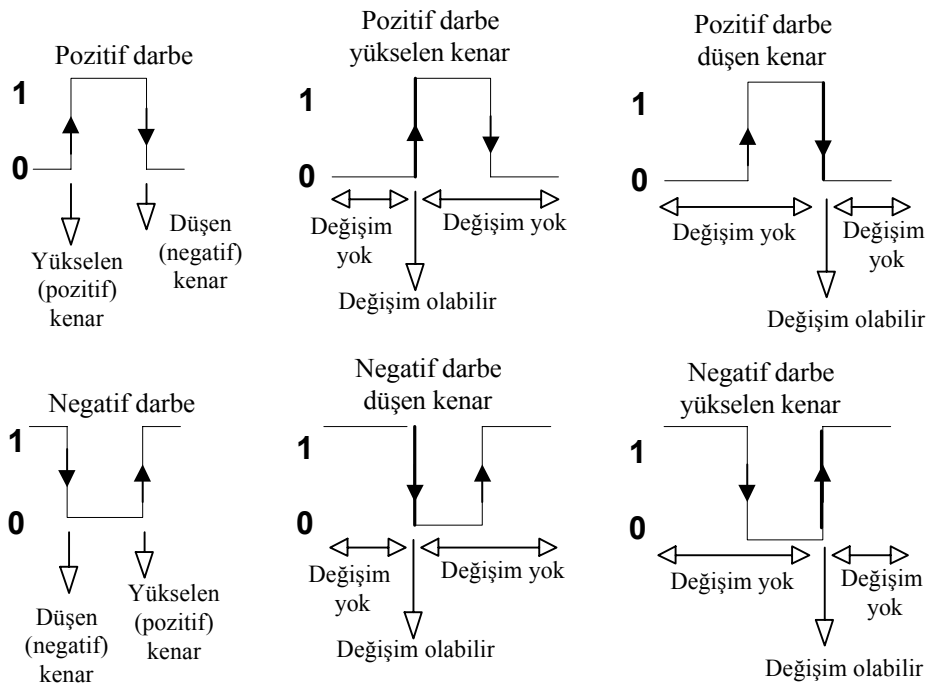 Pozitif darbe
1
0
Yükselen
(pozitif)
kenar
Düşen
(negatif)
kenar
Pozitif darbe
yükselen kenar
1
0
Değişim
yok
Değişim yok
Değişim olabilir
Pozitif darbe
düşen kenar
1
0
Değişim yok
Değişim
yok
Değişim olabilir
Negatif darbe
1
0
Düşen
(negatif)
kenar
Yükselen
(pozitif)
kenar
Negatif darbe
düşen kenar
1
0
Değişim
yok
Değişim yok
Değişim olabilir
Negatif darbe
yükselen kenar
1
0
Değişim yok
Değişim
yok
Değişim olabilir